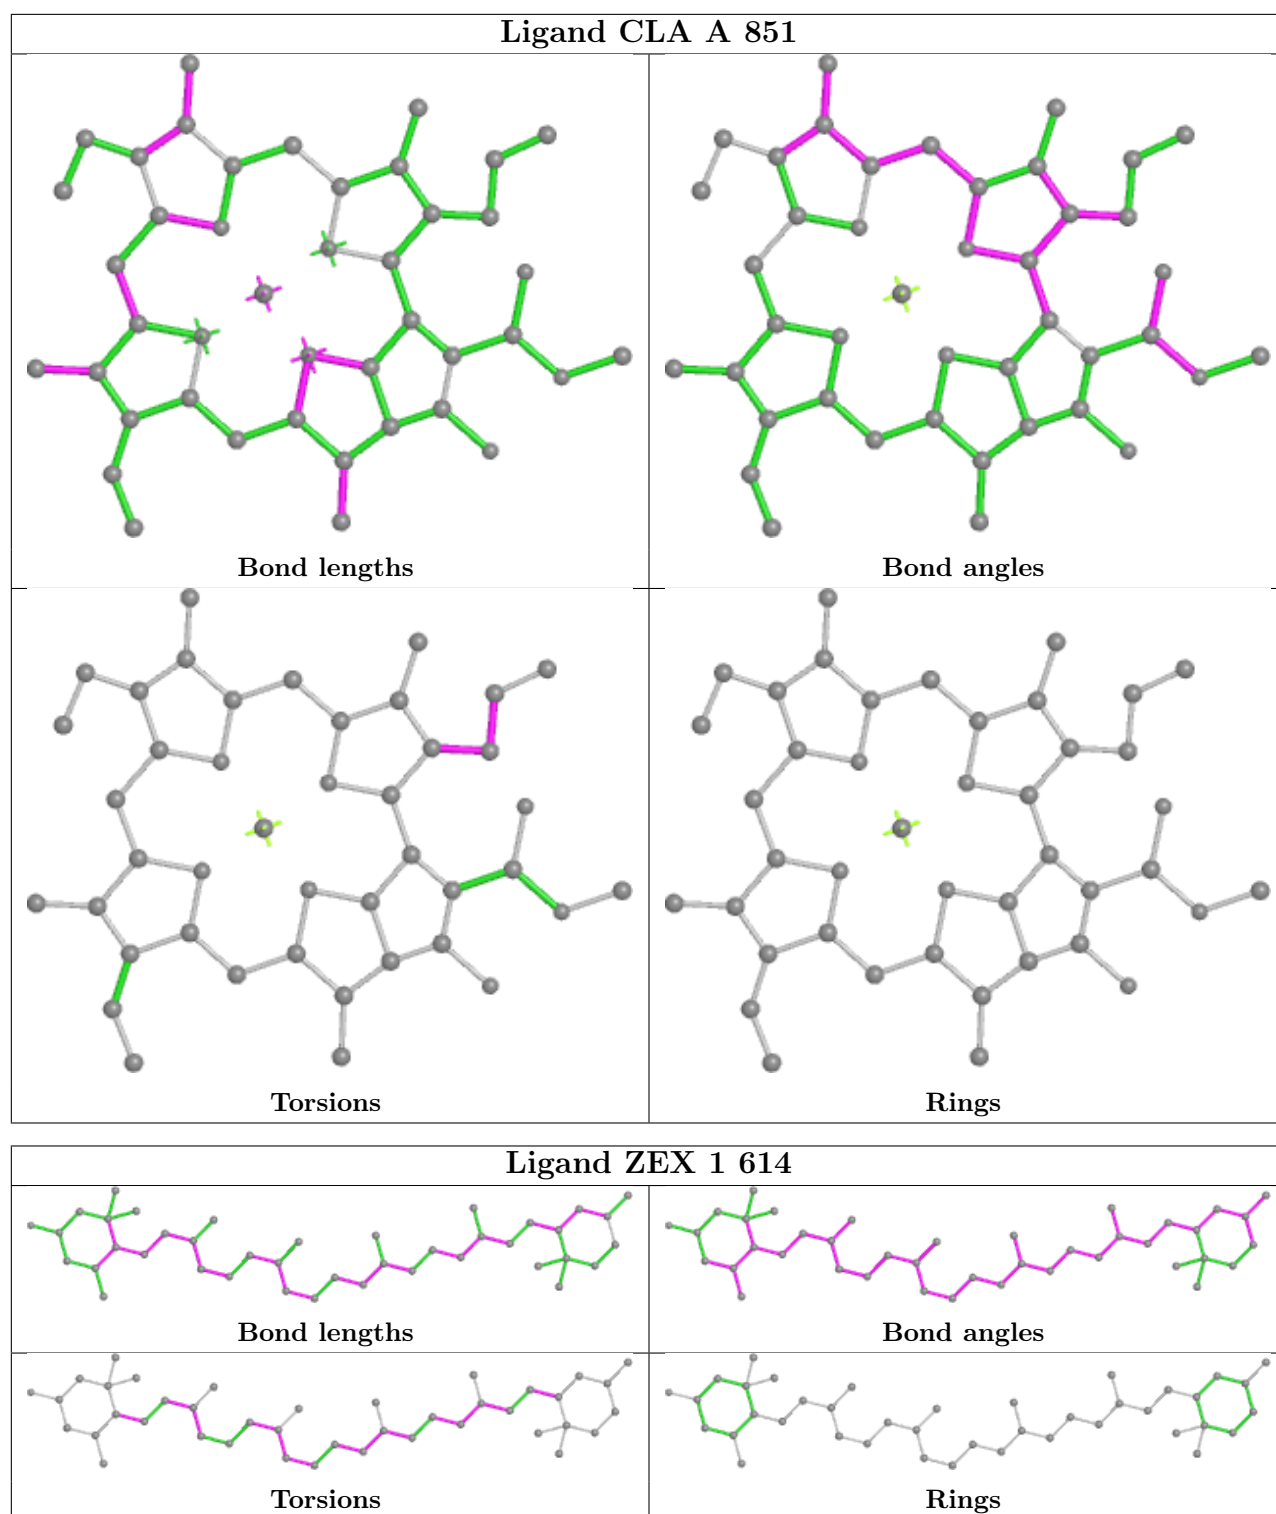 Ligand CLA A 851
Bond lengths
Bond angles
Torsions
Rings
Ligand ZEX 1 614
Bond lengths
Bond angles
Torsions
Rings